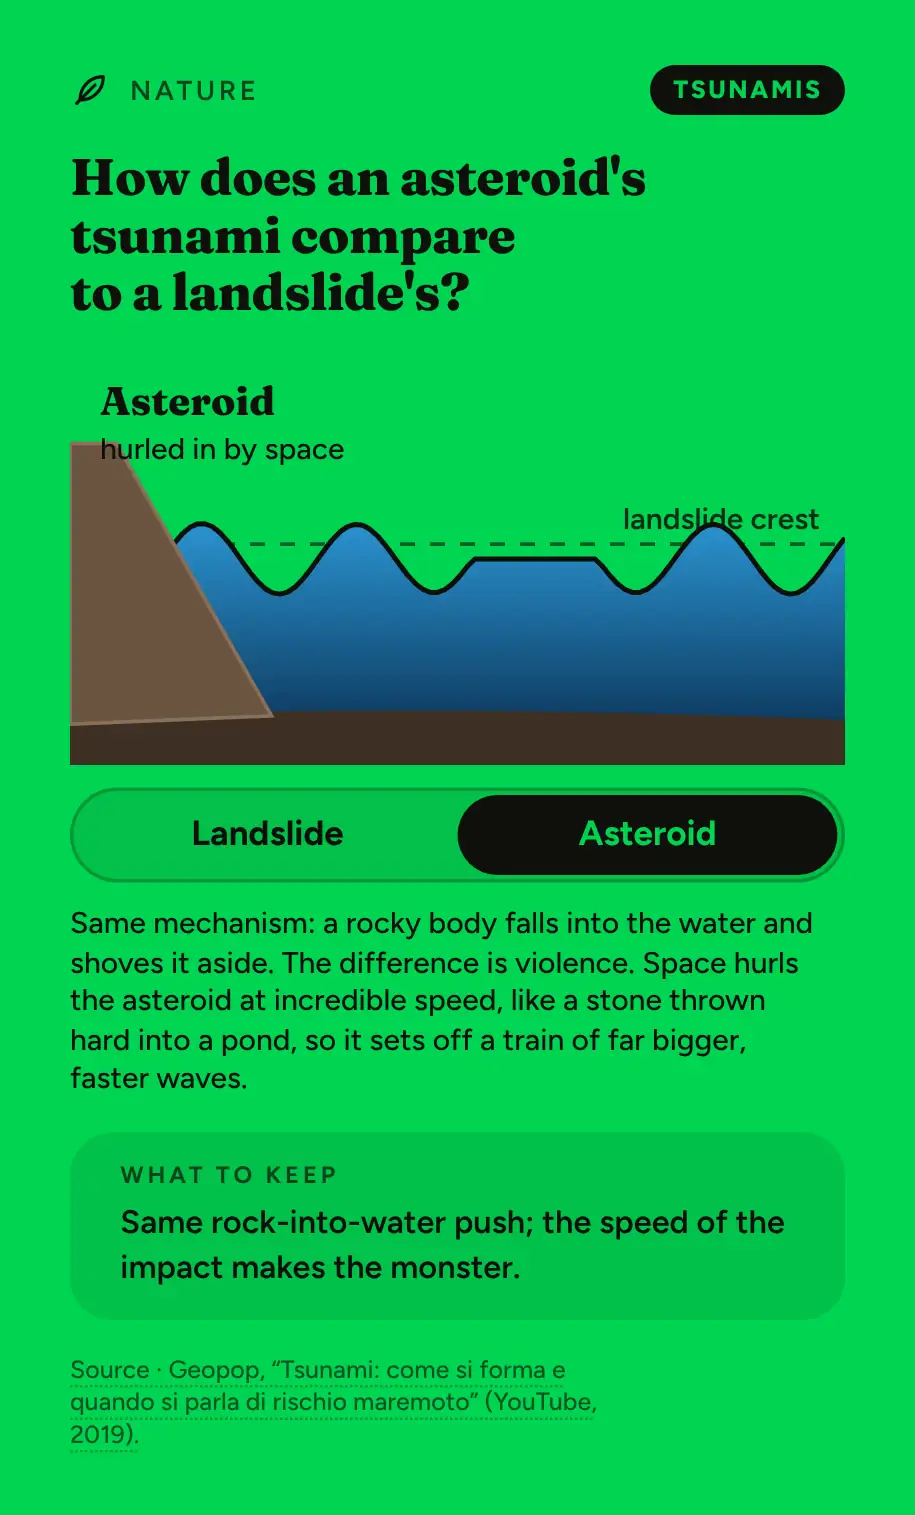 NATURE
TSUNAMIS
How does an asteroid's
tsunami compare
to a landslide's?
Asteroid
hurled in by space
landslide crest
Landslide
Asteroid
Same mechanism: a rocky body falls into the water and
shoves it aside. The difference is violence. Space hurls
the asteroid at incredible speed, like a stone thrown
hard into a pond, so it sets off a train of far bigger,
faster waves.
WHAT TO KEEP
Same rock-into-water push; the speed of the
impact makes the monster.
Source · Geopop, “Tsunami: come si forma e
quando si parla di rischio maremoto” (YouTube,
2019).